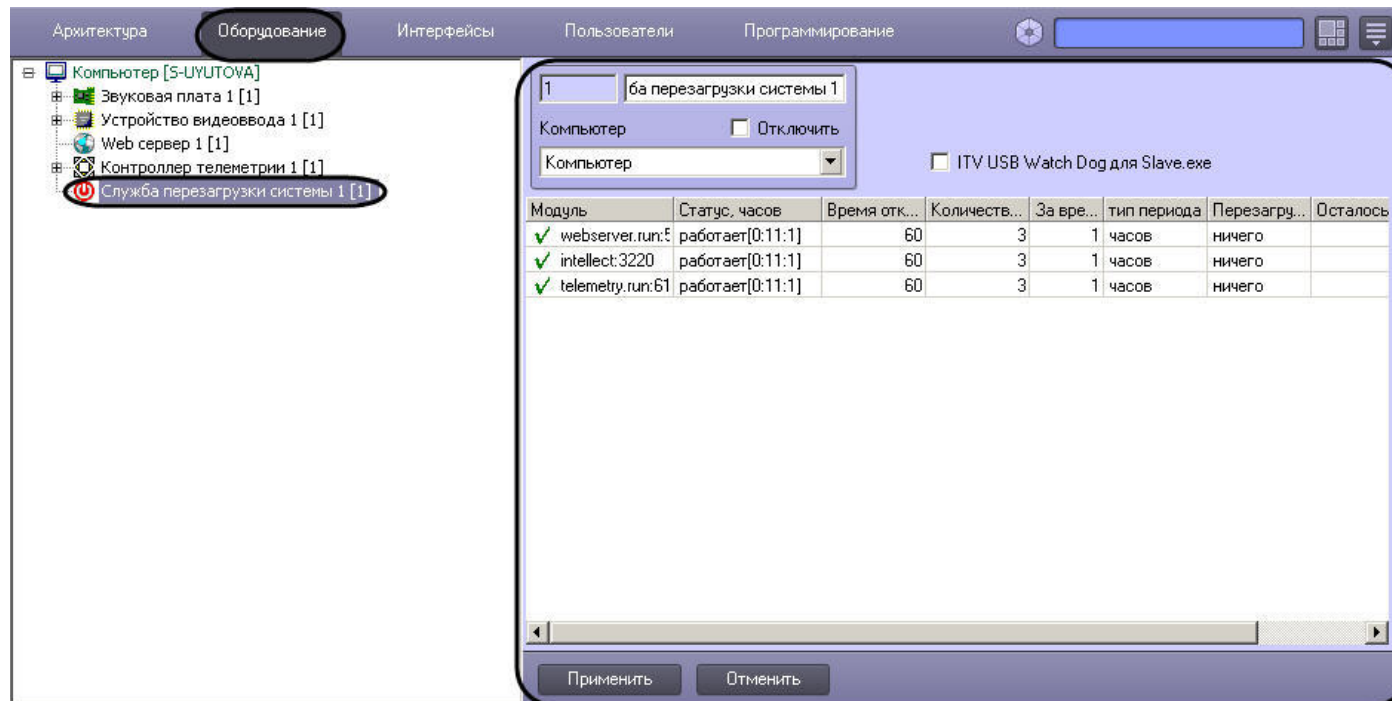 Архитектура Оборудование Интерфейсы Пользователи Программирование
Компьютер [S-UYUTOVA]
Звуковая плата 1 [1]
Устройство видеоввода 1 [1]
Web сервер 1 [1]
Контроллер телеметрии 1 [1]
Служба перезагрузки системы 1 [1]
1 ба перезагрузки системы 1
Компьютер Отключить
Компьютер ITV USB Watch Dog для Slave.exe
Модуль Статус, часов Время отк... Количеств... За вре... тип периода Перезагру... Осталось
webserver.run:5 работает[0:11:1] 60 3 1 часов ничего
intellect:3220 работает[0:11:1] 60 3 1 часов ничего
telemetry.run:61 работает[0:11:1] 60 3 1 часов ничего
Применить Отменить